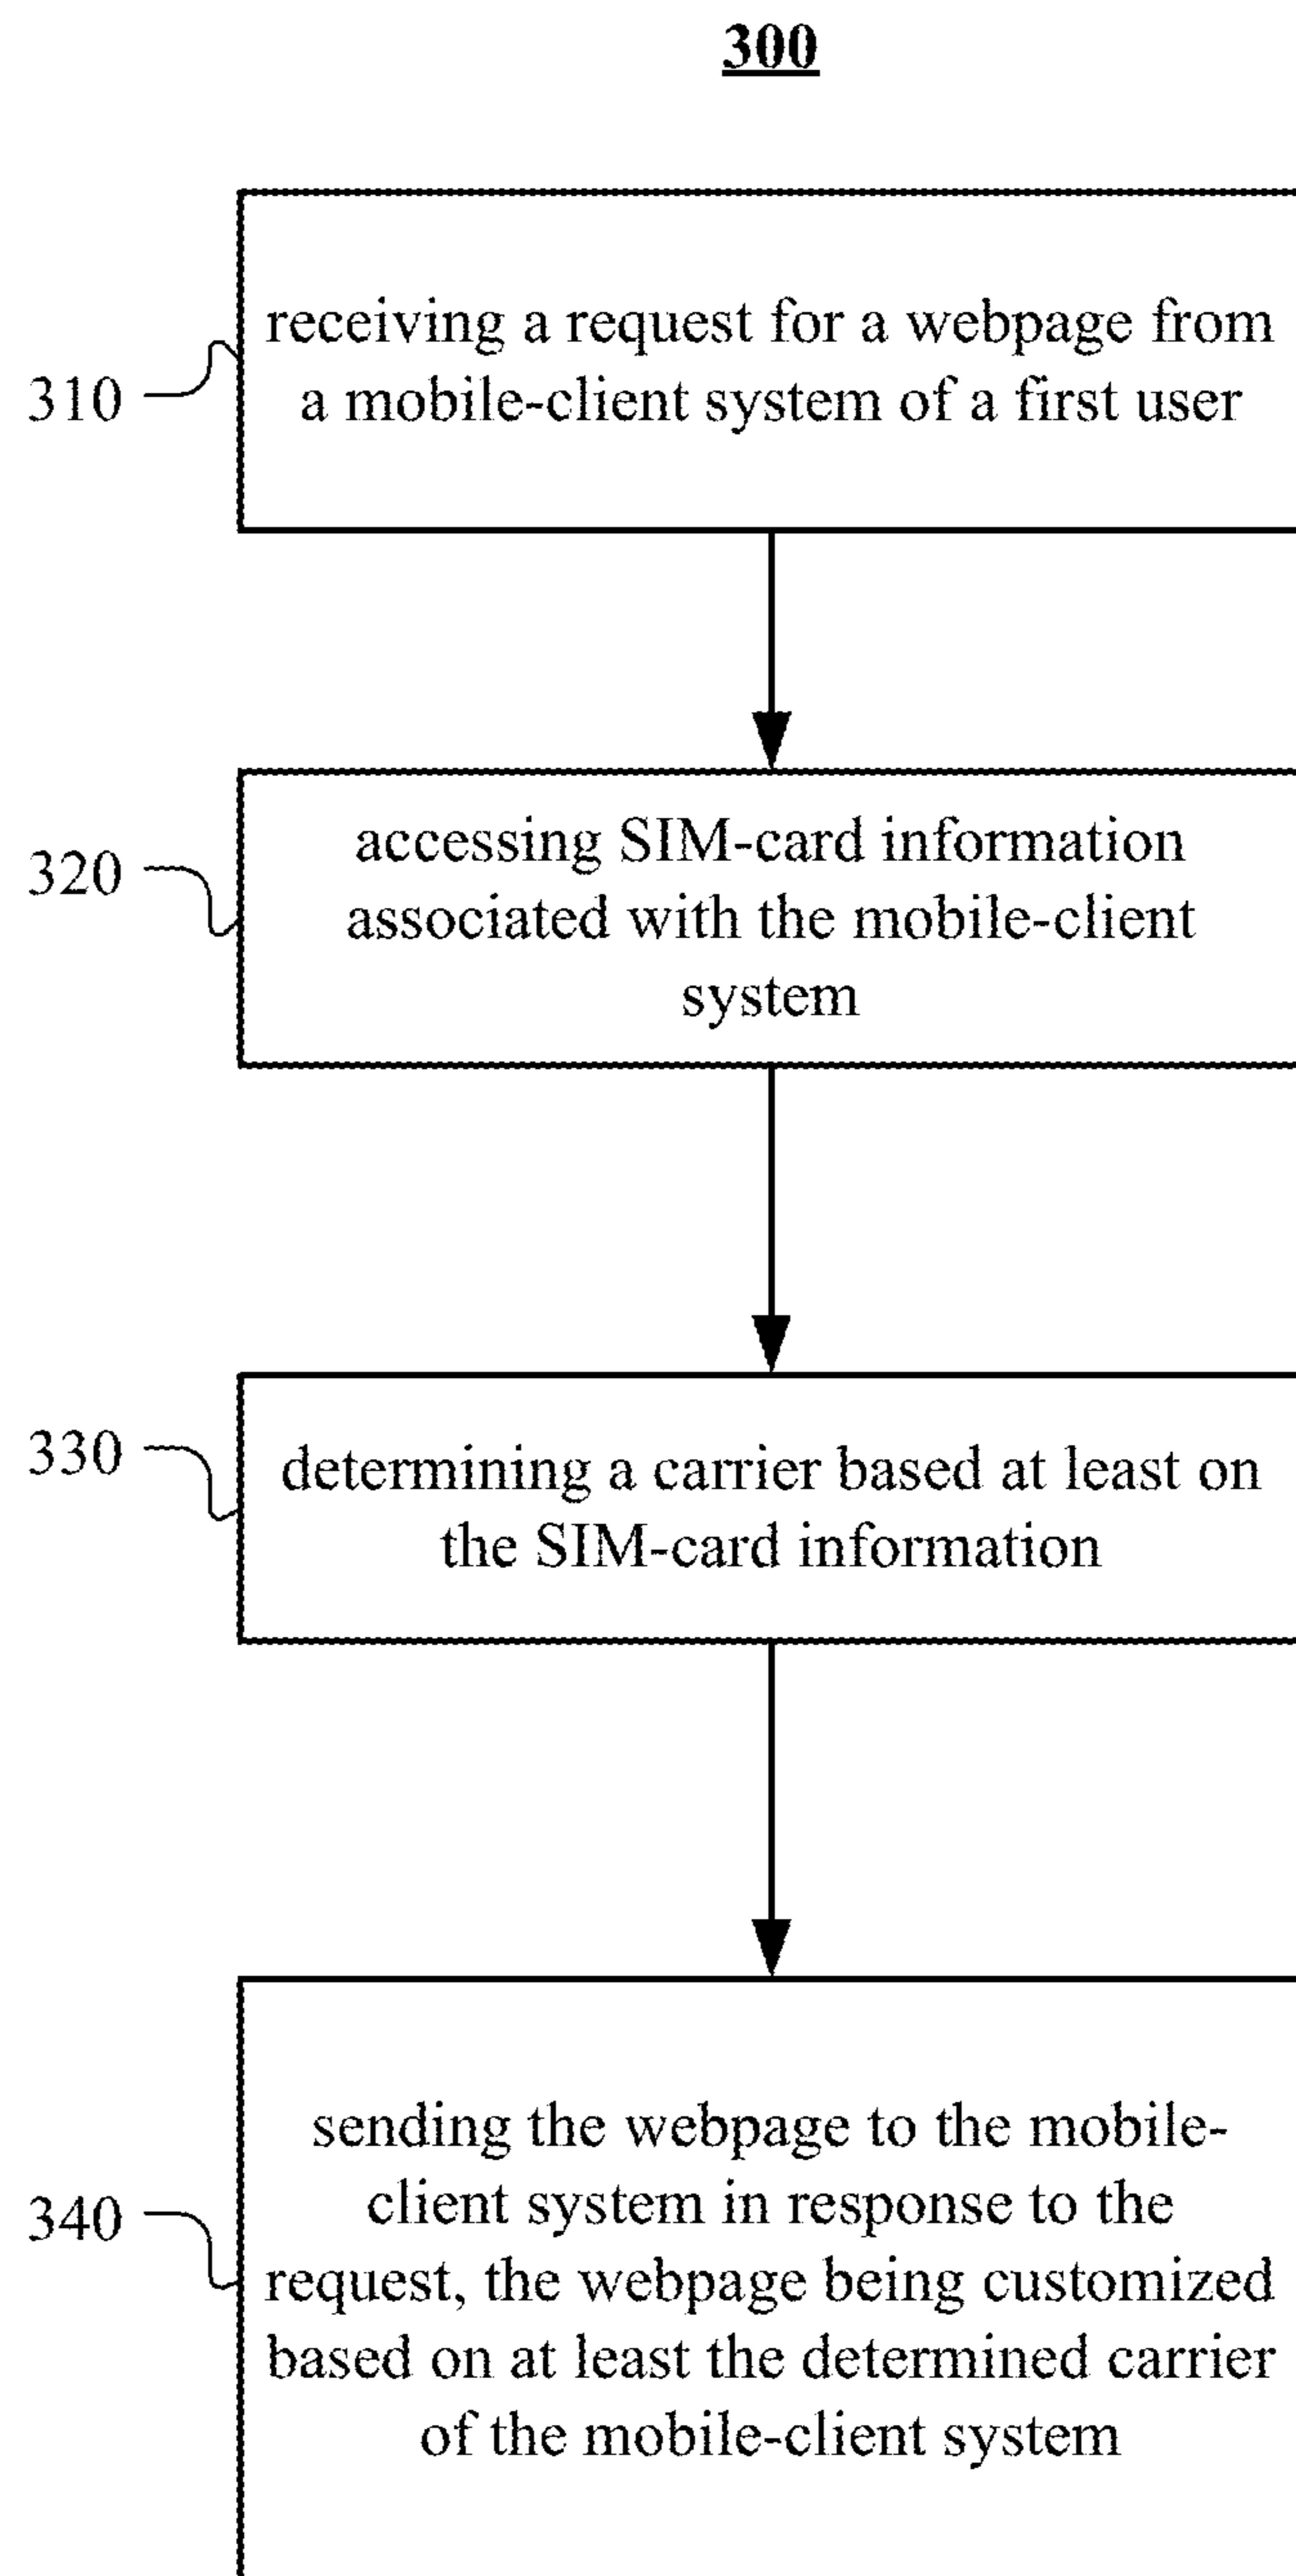 300
310
receiving a request for a webpage from
a mobile-client system of a first user
320
accessing SIM-card information
associated with the mobile-client
system
330
determining a carrier based at least on
the SIM-card information
340
sending the webpage to the mobile-
client system in response to the
request, the webpage being customized
based on at least the determined carrier
of the mobile-client system